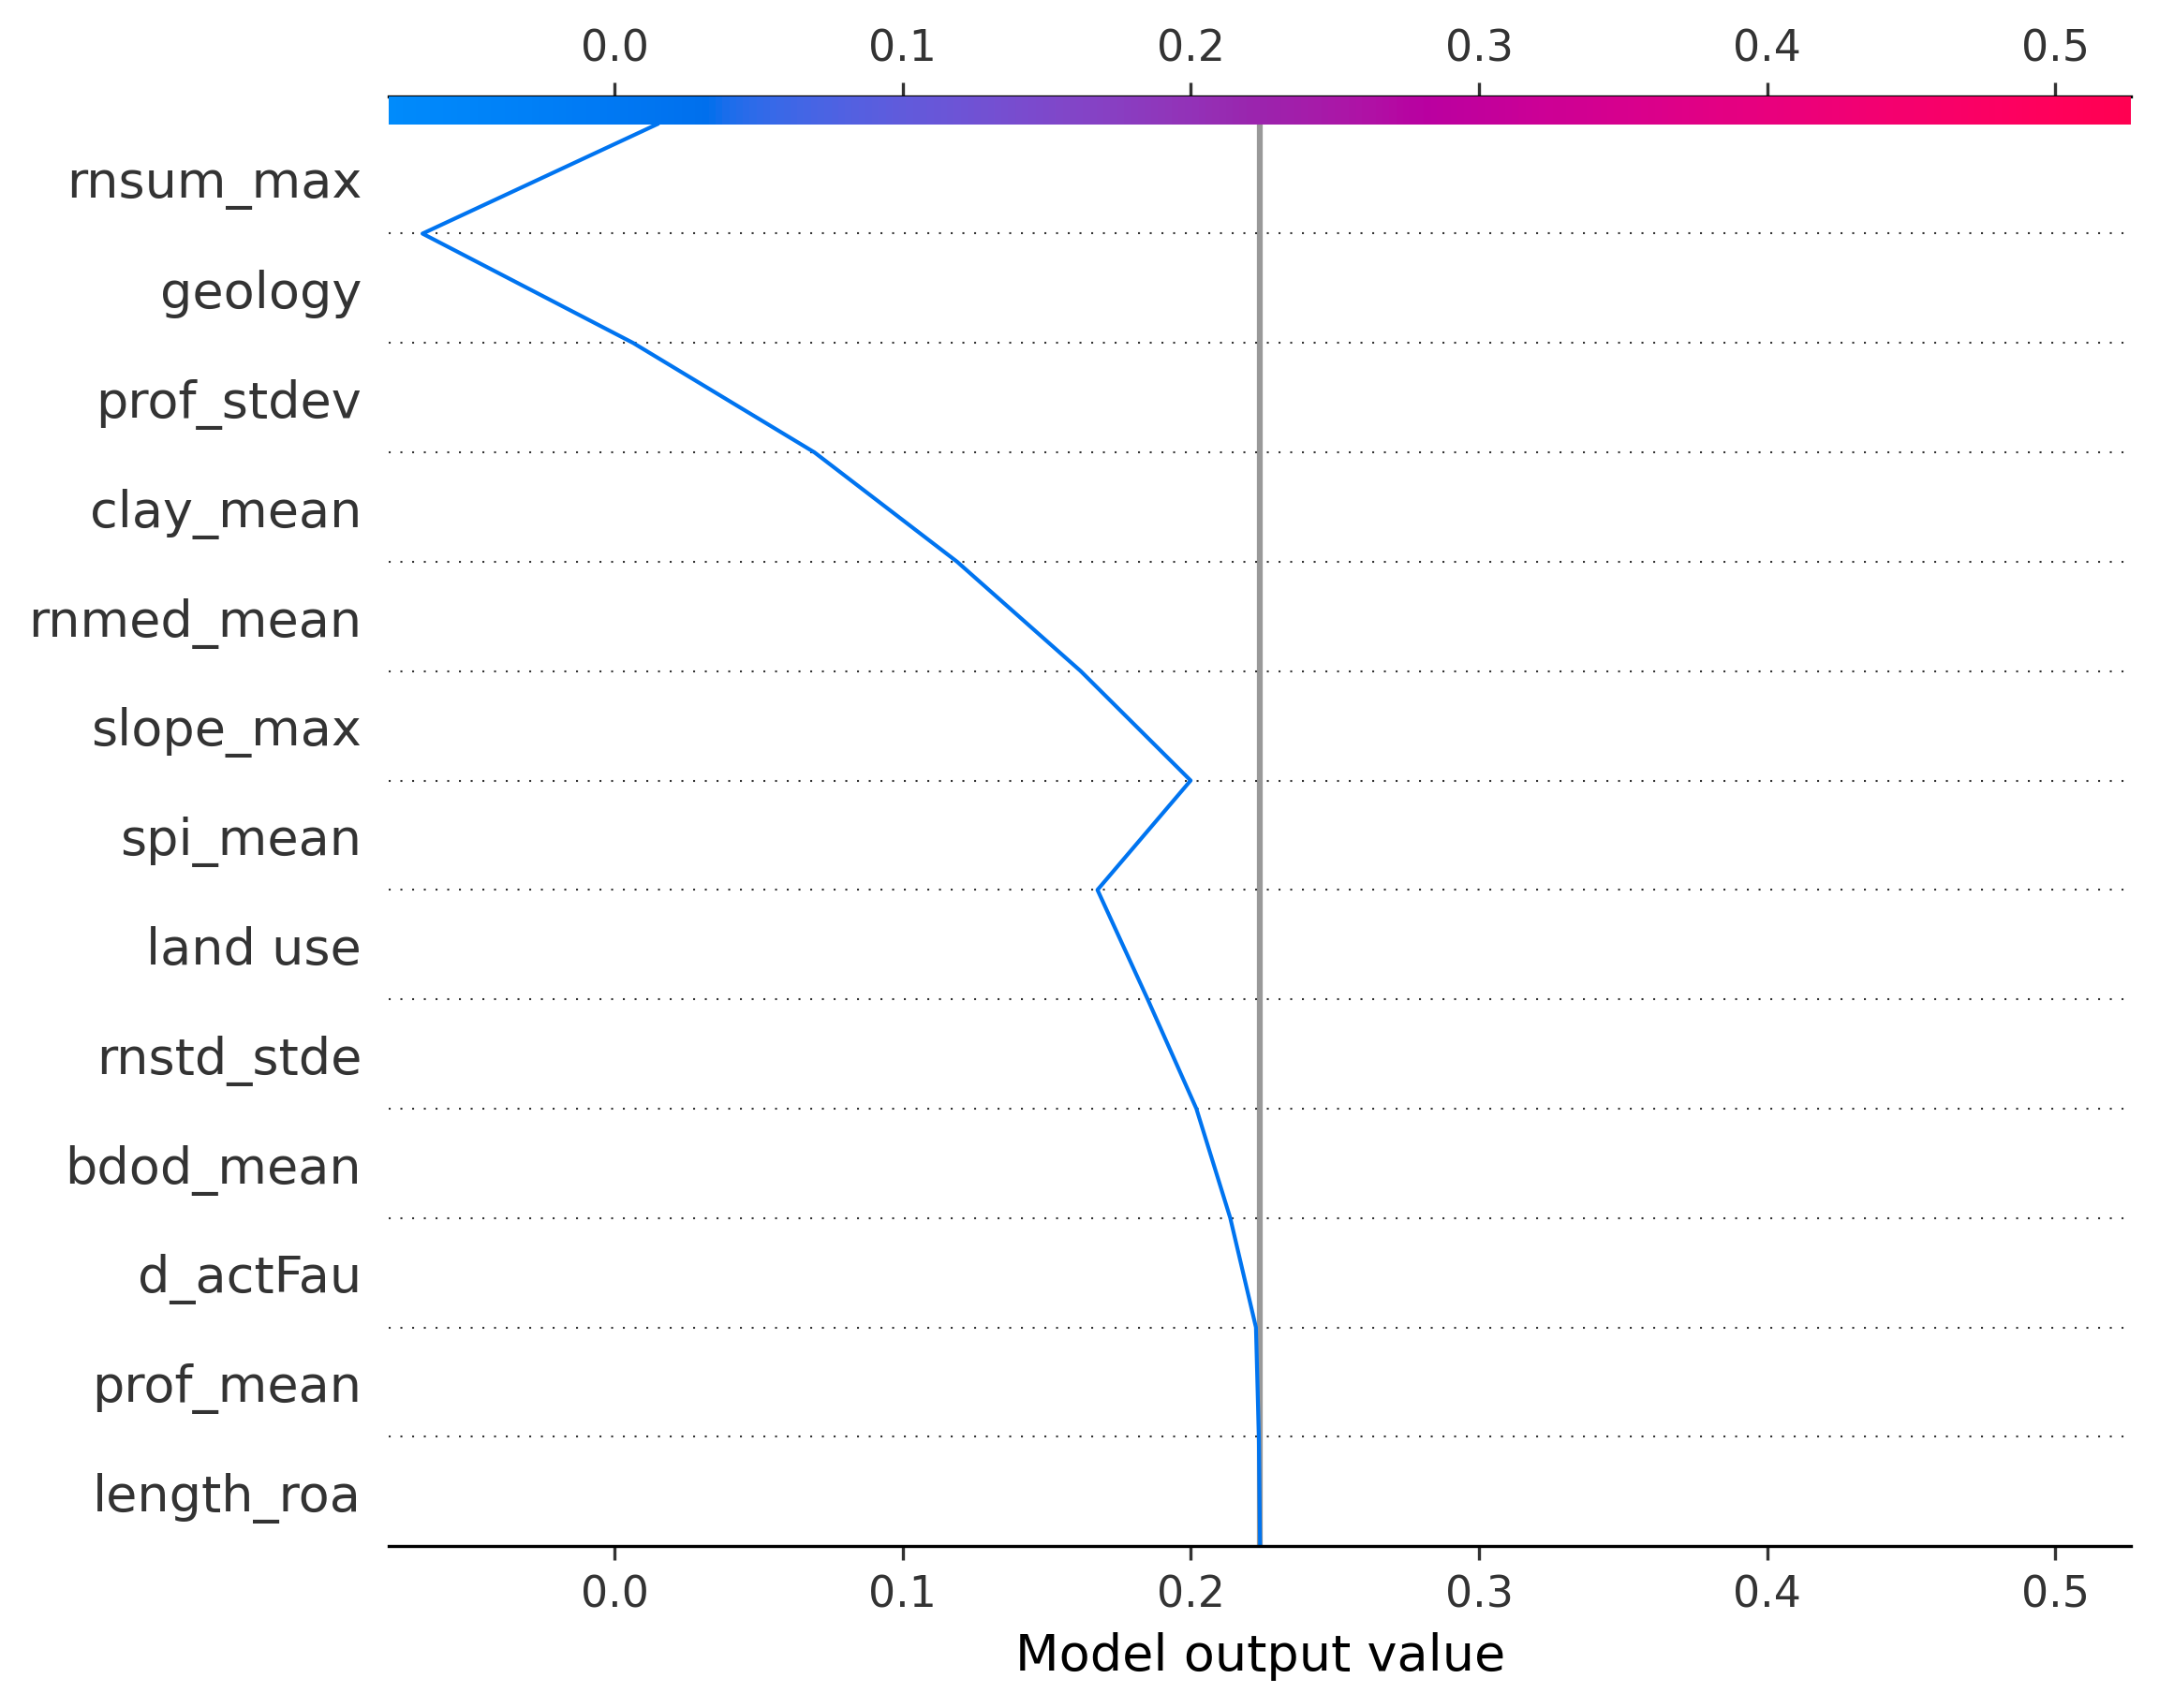 0.0 0.1 0.2 0.3 0.4 0.5
rnsum_max
geology
prof_stdev
clay_mean
rnmed_mean
slope_max
spi_mean
land use
rnstd_stde
bdod_mean
d_actFau
prof_mean
length_roa
0.0 0.1 0.2 0.3 0.4 0.5
Model output value